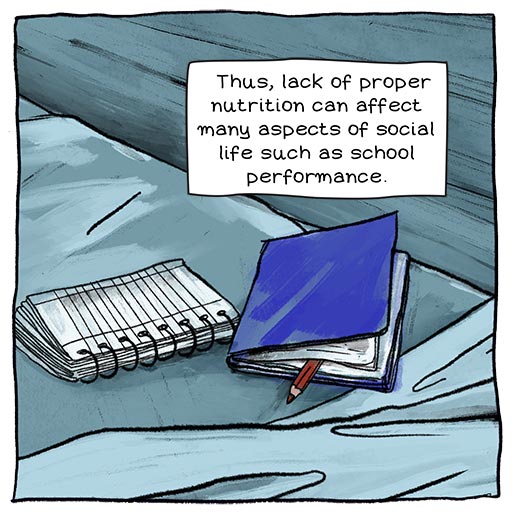 Thus, lack of proper
nutrition can affect
many aspects of social
life such as school
performance.